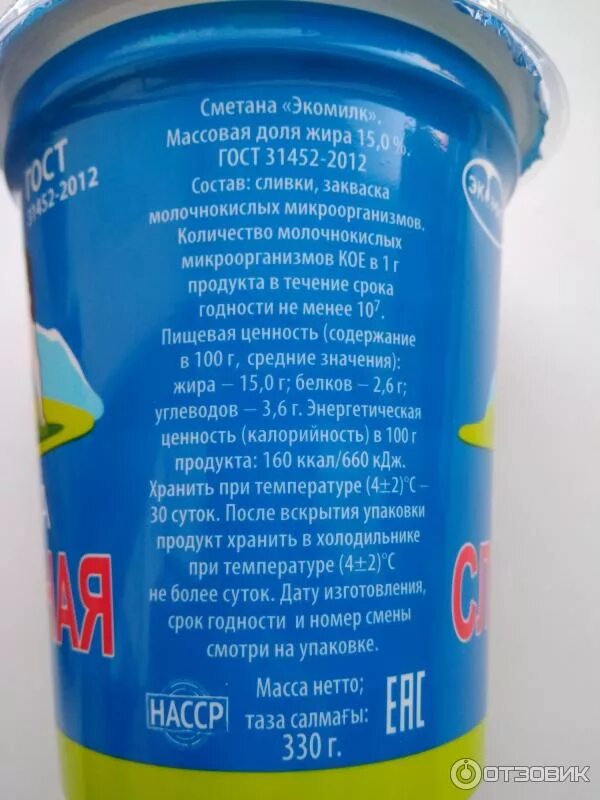 Сметана «Экомилк».
Массовая доля жира 15,0 %.
ГОСТ 31452-2012
Состав: сливки, закваска
молочнокислых микроорганизмов.
Количество молочнокислых
микроорганизмов КОЕ в 1 г
продукта в течение срока
годности не менее 10⁷.
Пищевая ценность (содержание
в 100 г, средние значения):
жира – 15,0 г; белков – 2,6 г;
углеводов – 3,6 г. Энергетическая
ценность (калорийность) в 100 г
продукта: 160 ккал/660 кДж.
Хранить при температуре (4±2)°С –
30 суток. После вскрытия упаковки
продукт хранить в холодильнике
при температуре (4±2)°С
не более суток. Дату изготовления,
срок годности и номер смены
смотри на упаковке.
HACCP
Масса нетто;
таза салмағы:
330 г.
EAC
ГОСТ
31452-2012
НАЯ
СЛ
ОТЗОВИК